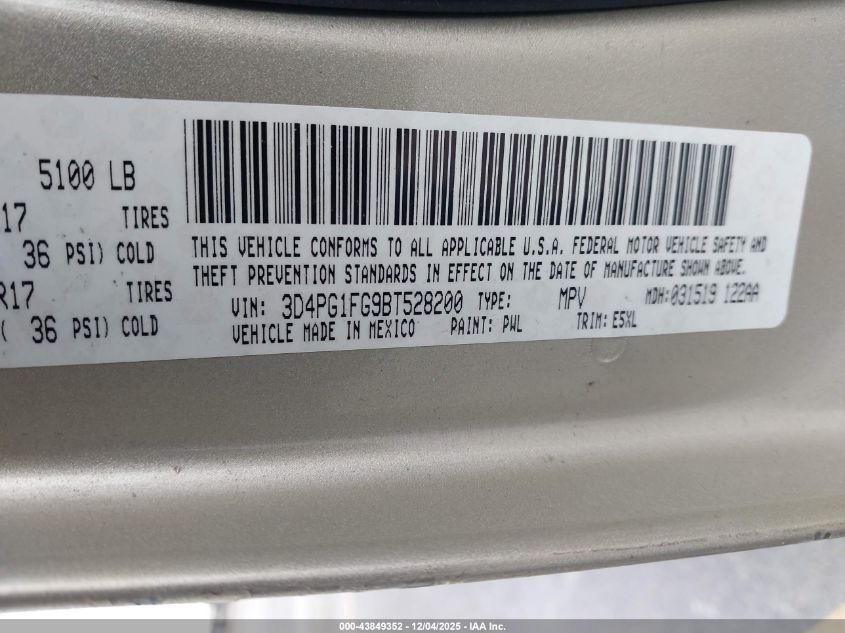 5100 LB
17 TIRES
36 PSI) COLD
R17 TIRES
( 36 PSI) COLD
THIS VEHICLE CONFORMS TO ALL APPLICABLE U.S.A. FEDERAL MOTOR VEHICLE SAFETY AND
THEFT PREVENTION STANDARDS IN EFFECT ON THE DATE OF MANUFACTURE SHOWN ABOVE.
VIN: 3D4PG1FG9BT528200 TYPE: MPV MDH:031519 122AA
VEHICLE MADE IN MEXICO PAINT: PWL TRIM: E5XL
000-43849352 - 12/04/2025 - IAA Inc.